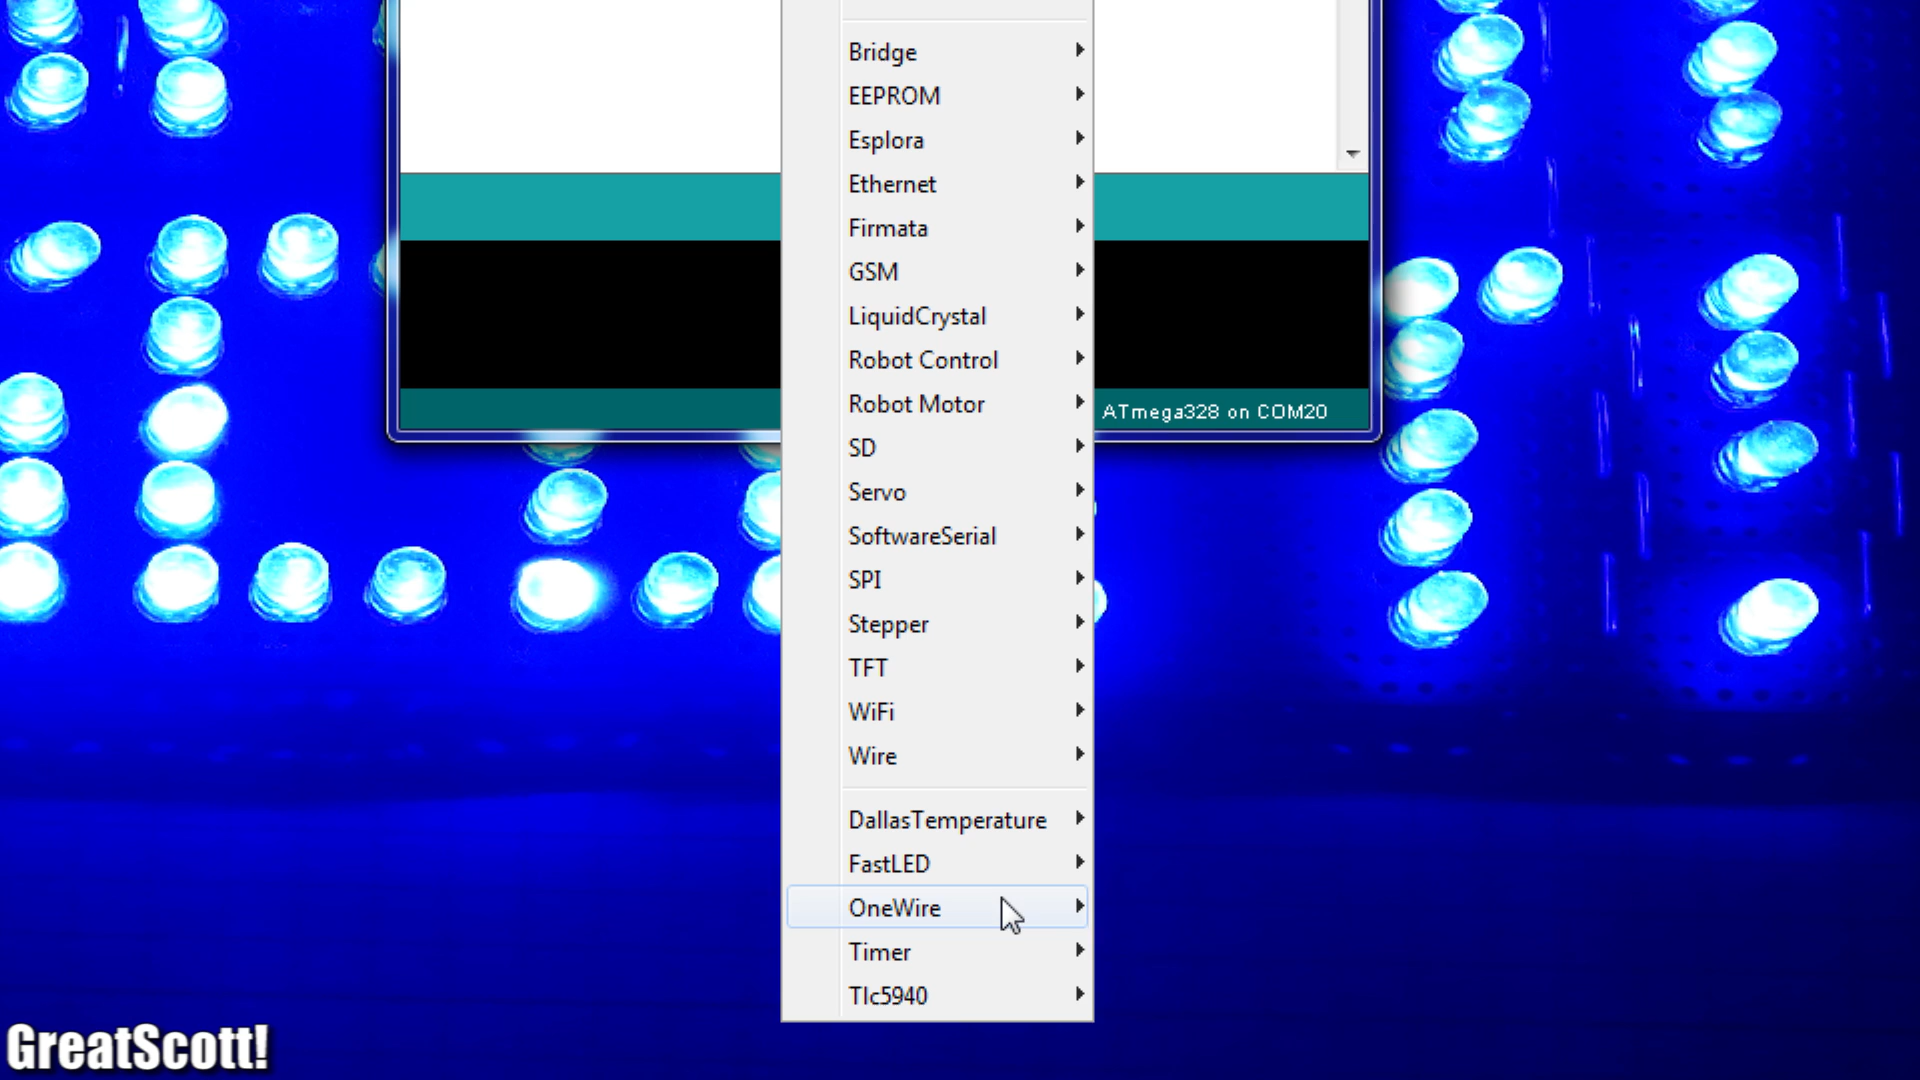 Bridge
EEPROM
Esplora
Ethernet
Firmata
GSM
LiquidCrystal
Robot Control
Robot Motor
ATmega328 on COM20
SD
Servo
SoftwareSerial
SPI
Stepper
TFT
WiFi
Wire
DallasTemperature
FastLED
OneWire
Timer
Tlc5940
GreatScott!